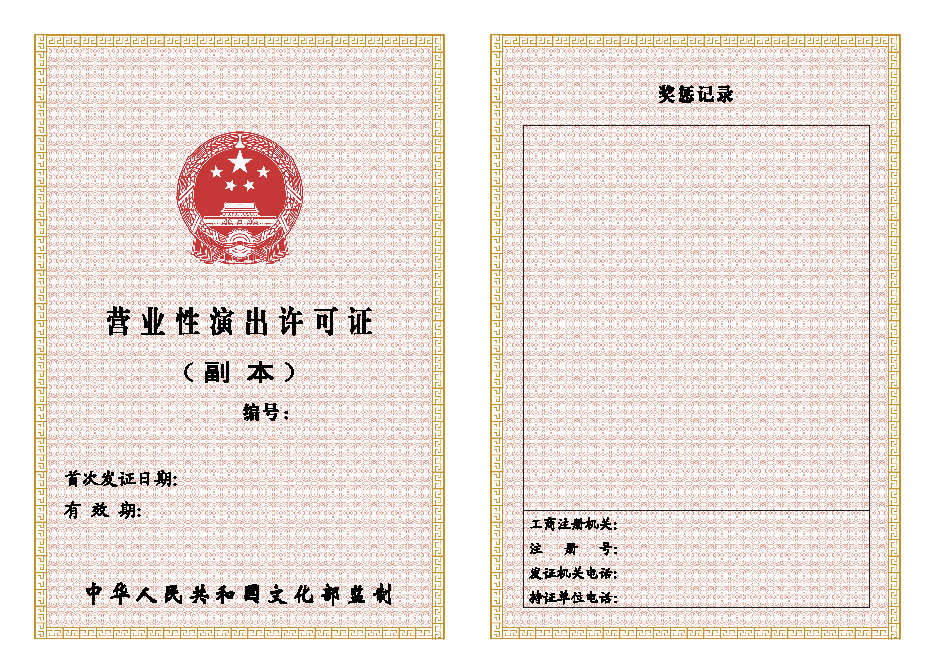 营业性演出许可证
（副 本）
编号：
首次发证日期:
有 效 期:
中华人民共和国文化部监制
奖惩记录
工商注册机关:
注 册 号:
发证机关电话:
持证单位电话: